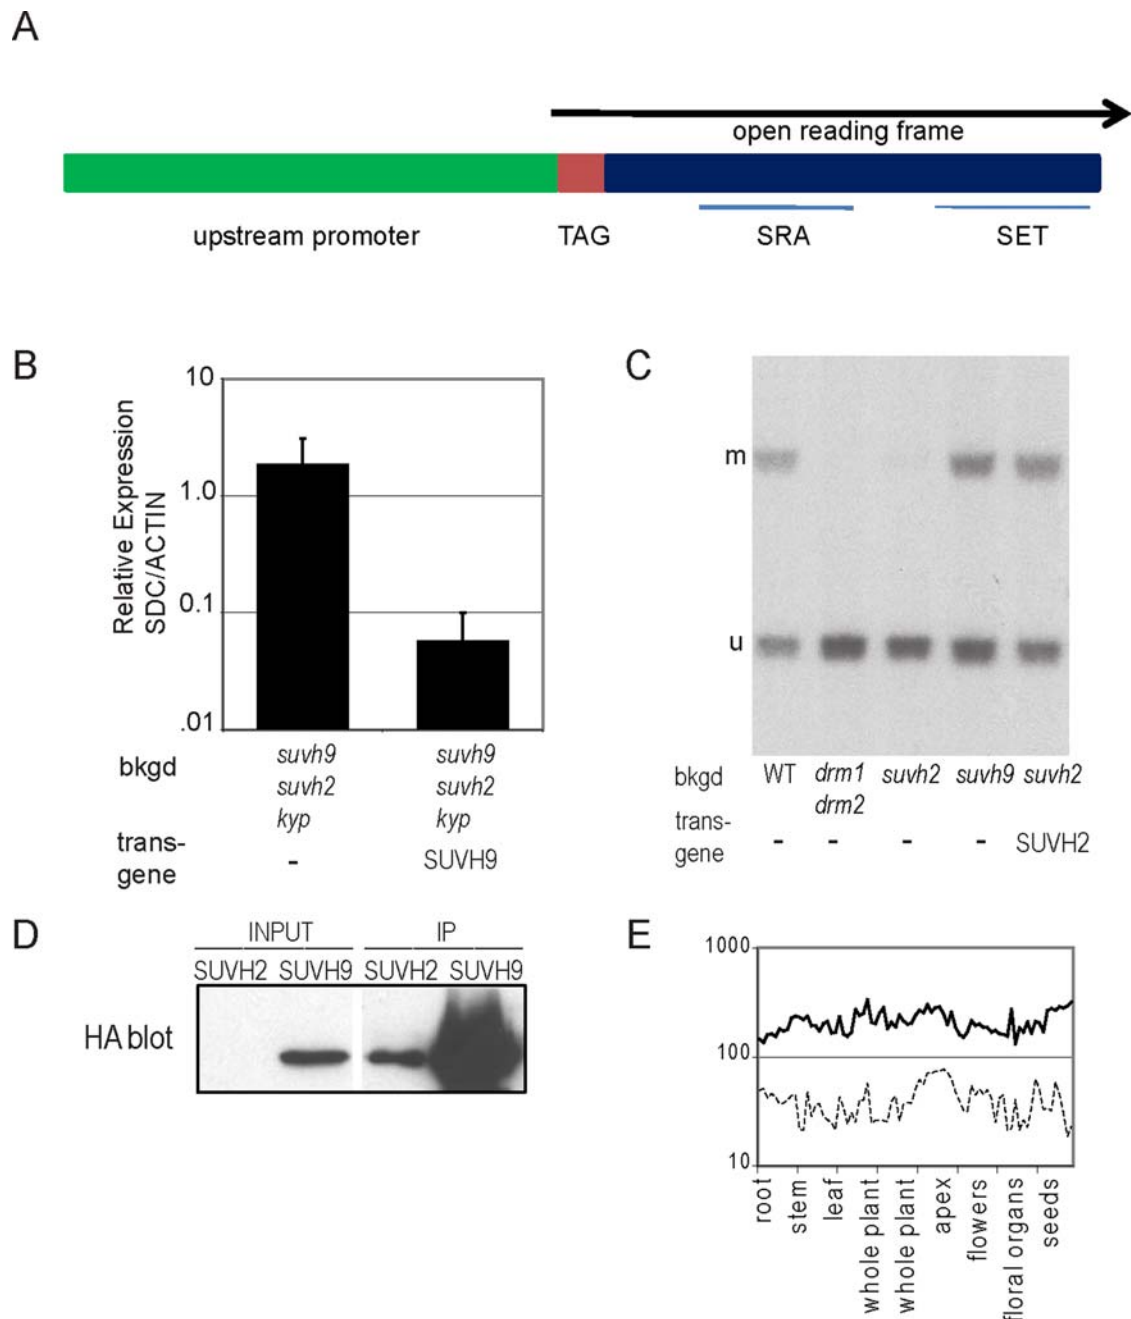 A
open reading frame
upstream promoter TAG SRA SET
B
Relative Expression
SDC/ACTIN
10
1.0
0.1
.01
bkgd suvh9 suvh9
suvh2 suvh2
kyp kyp
trans-
gene - SUVH9
C
m
u
bkgd WT drm1 suvh2 suvh9 suvh2
drm2
trans-
gene - - - - SUVH2
D
INPUT IP
SUVH2 SUVH9 SUVH2 SUVH9
HA blot
E
1000
100
10
root
stem
leaf
whole plant
whole plant
apex
flowers
floral organs
seeds